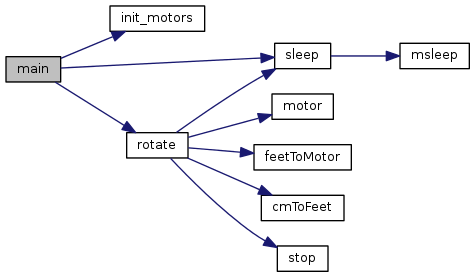 init_motors
main
sleep
msleep
motor
rotate
feetToMotor
cmToFeet
stop